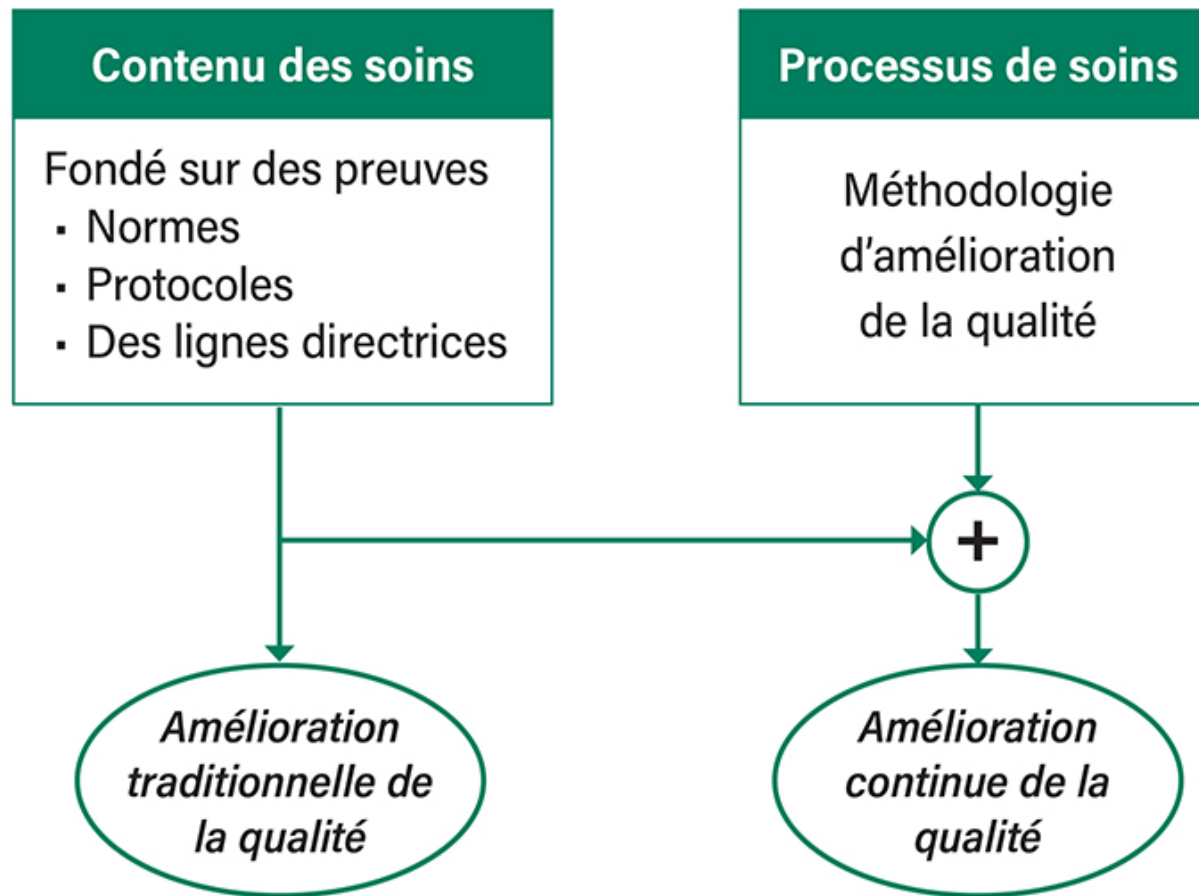 Contenu des soins
Fondé sur des preuves
▪ Normes
▪ Protocoles
▪ Des lignes directrices
Processus de soins
Méthodologie
d’amélioration
de la qualité
+
Amélioration
traditionnelle de
la qualité
Amélioration
continue de la
qualité